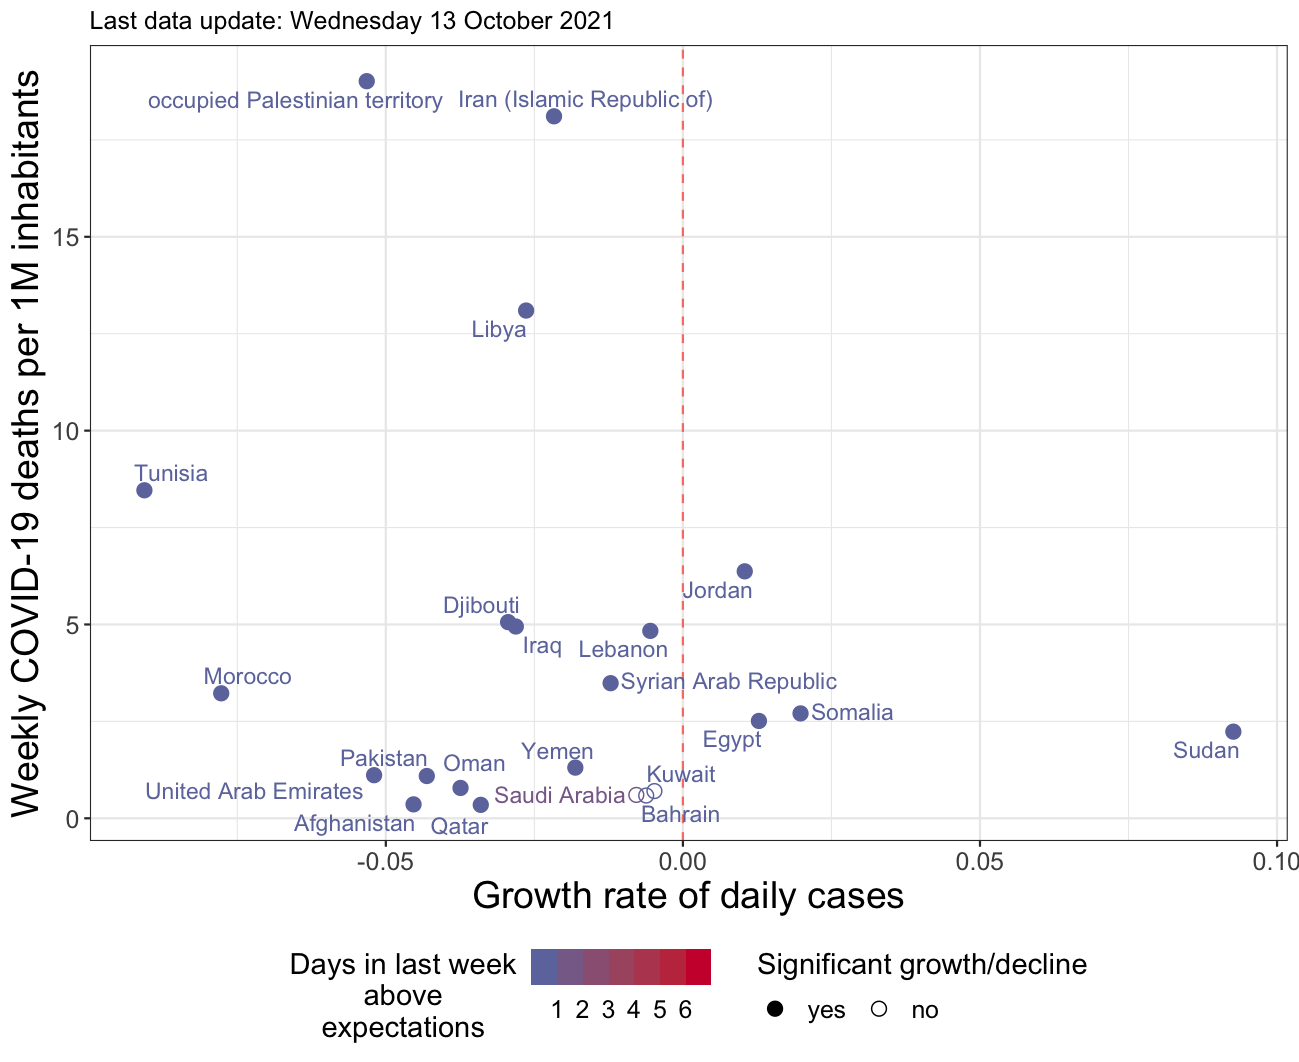 Last data update: Wednesday 13 October 2021
Weekly COVID-19 deaths per 1M inhabitants
occupied Palestinian territory
Iran (Islamic Republic of)
15
Libya
10
Tunisia
Jordan
Djibouti
5
Iraq
Lebanon
Morocco
Syrian Arab Republic
Somalia
Egypt
Sudan
Yemen
Pakistan
Oman
Kuwait
United Arab Emirates
Saudi Arabia
Bahrain
0
Afghanistan
Qatar
-0.05 0.00 0.05 0.10
Growth rate of daily cases
Days in last week
above
expectations
1 2 3 4 5 6
Significant growth/decline
yes no